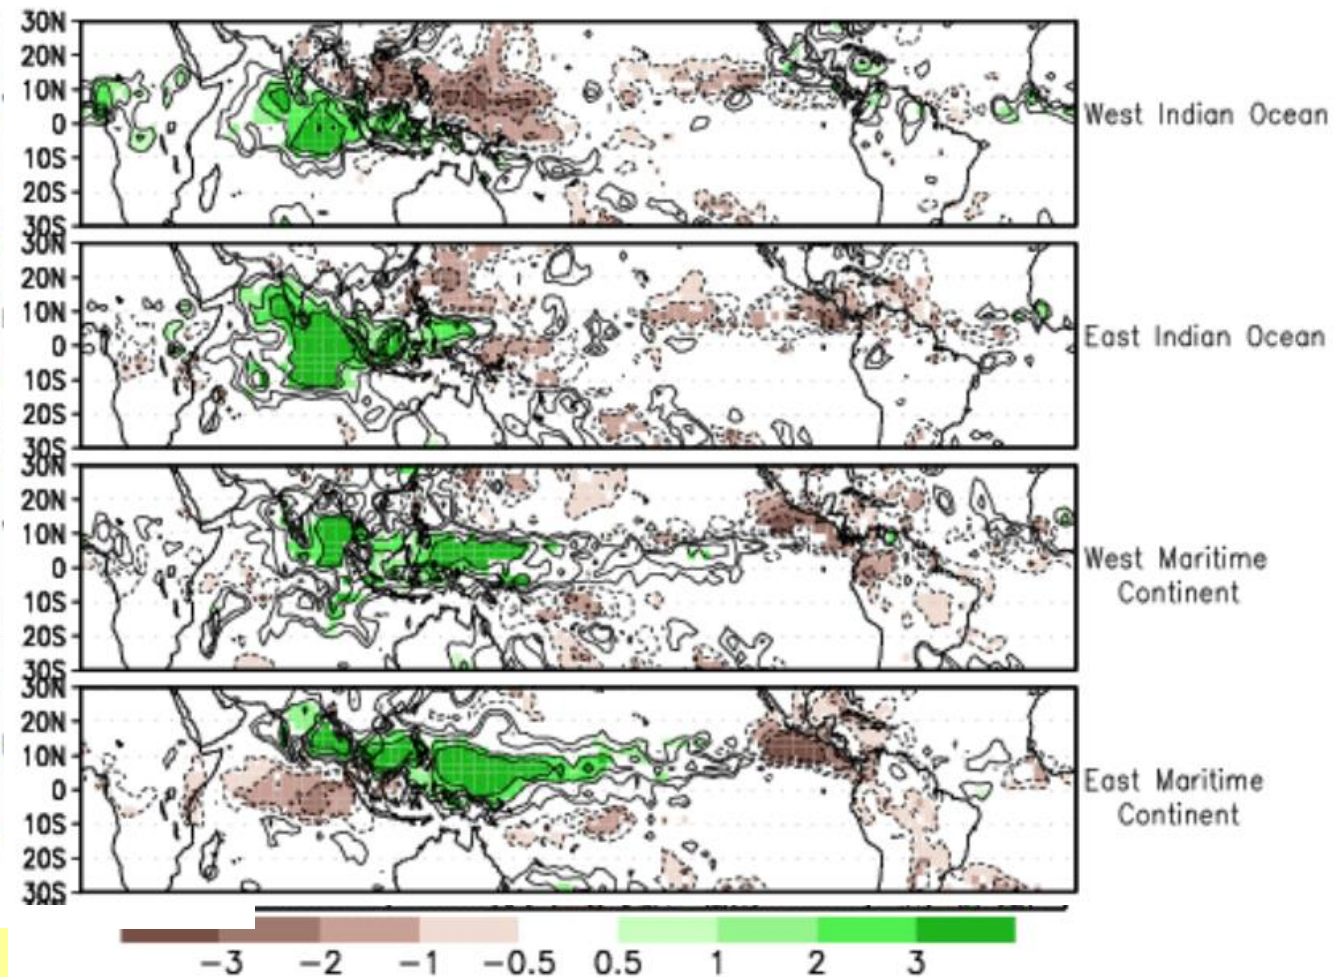 30N
20N
10N
0
10S
20S
30S
West Indian Ocean
30N
20N
10N
0
10S
20S
30S
East Indian Ocean
30N
20N
10N
0
10S
20S
30S
West Maritime
Continent
30N
20N
10N
0
10S
20S
30S
East Maritime
Continent
-3 -2 -1 -0.5 0.5 1 2 3